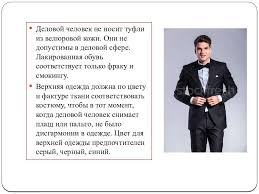 Деловой человек не носит туфли
из велюровой кожи. Они не
допустимы в деловой сфере.
Лакированная обувь
соответствует только фраку и
смокингу.
Верхняя одежда должна по цвету
и фактуре ткани соответствовать
костюму, чтобы в тот момент,
когда деловой человек снимает
плащ или пальто, не было
дисгармонии в одежде. Цвет для
верхней одежды предпочтителен
серый, черный, синий.